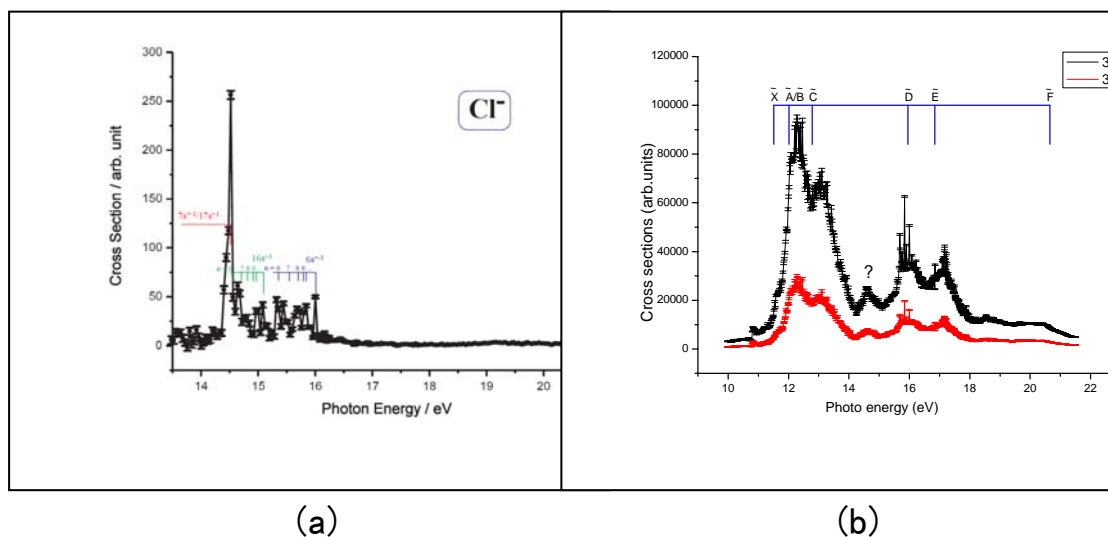 300
250
200
150
100
50
0
Cross Section / arb. unit
Cl⁻
7a''⁻¹/17a'⁻¹
16a'⁻¹
6a''⁻¹
14 15 16 17 18 19 20
Photon Energy / eV
(a)
120000
100000
80000
60000
40000
20000
0
Cross sections (arb.units)
3
3
X̃ Ã/B̃ C̃ D̃ Ẽ F̃
?
10 12 14 16 18 20 22
Photo energy (eV)
(b)